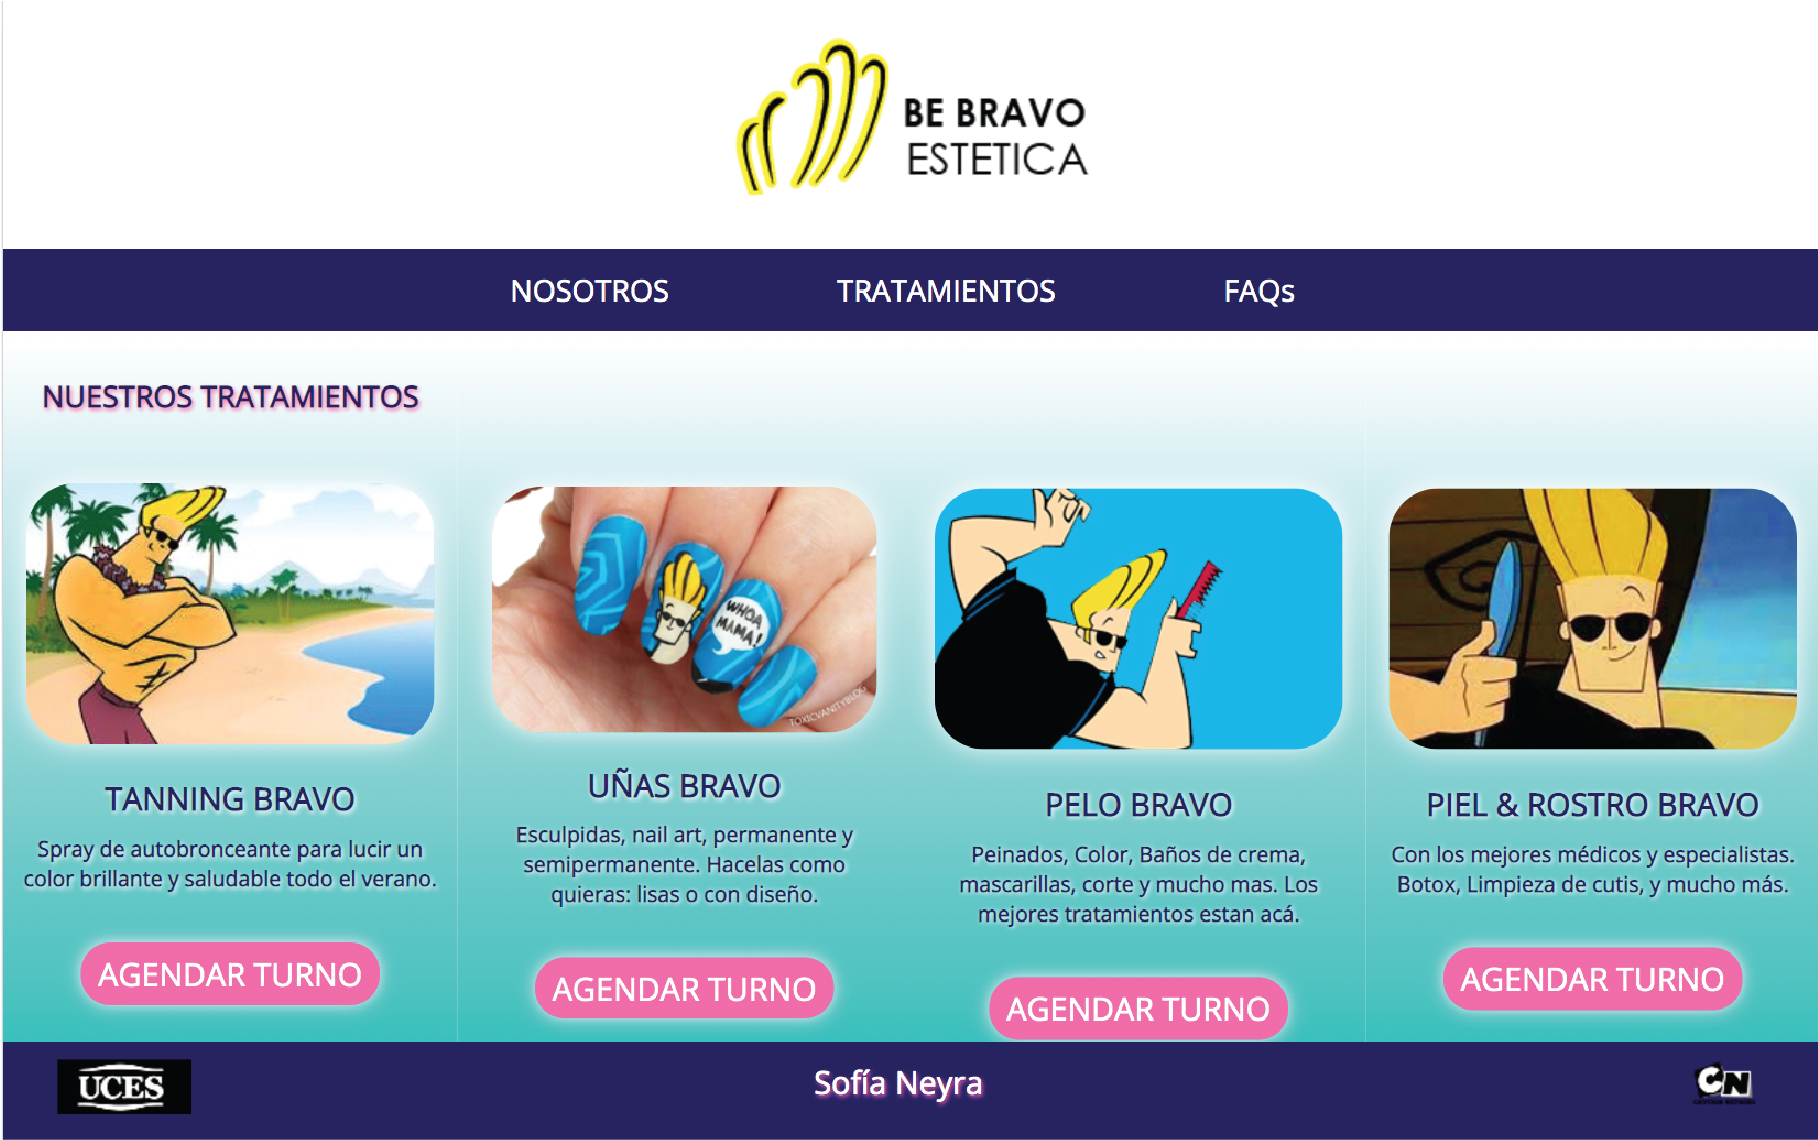 BE BRAVO
ESTETICA
NOSOTROS
TRATAMIENTOS
FAQs
NUESTROS TRATAMIENTOS
WHOA
MAMA!
TOXICVANITYBLOG
TANNING BRAVO
Spray de autobronceante para lucir un
color brillante y saludable todo el verano.
AGENDAR TURNO
UÑAS BRAVO
Esculpidas, nail art, permanente y
semipermanente. Hacelas como
quieras: lisas o con diseño.
AGENDAR TURNO
PELO BRAVO
Peinados, Color, Baños de crema,
mascarillas, corte y mucho mas. Los
mejores tratamientos estan acá.
AGENDAR TURNO
PIEL & ROSTRO BRAVO
Con los mejores médicos y especialistas.
Botox, Limpieza de cutis, y mucho más.
AGENDAR TURNO
UCES
Sofía Neyra
CN